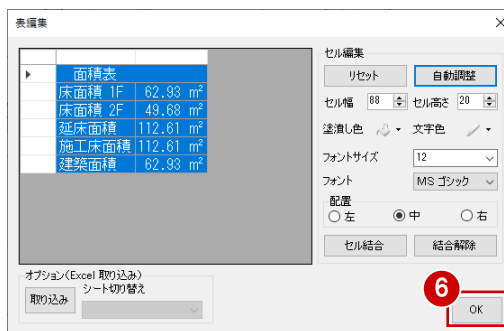 表編集
面積表
床面積 1F 62.93 m²
床面積 2F 49.68 m²
延床面積 112.61 m²
施工床面積 112.61 m²
建築面積 62.93 m²
セル編集
リセット 自動調整
セル幅 88 セル高さ 20
塗潰し色 文字色
フォントサイズ 12
フォント MS ゴシック
配置
左 中 右
セル結合 結合解除
オプション(Excel 取り込み)
取り込み シート切り替え
6
OK